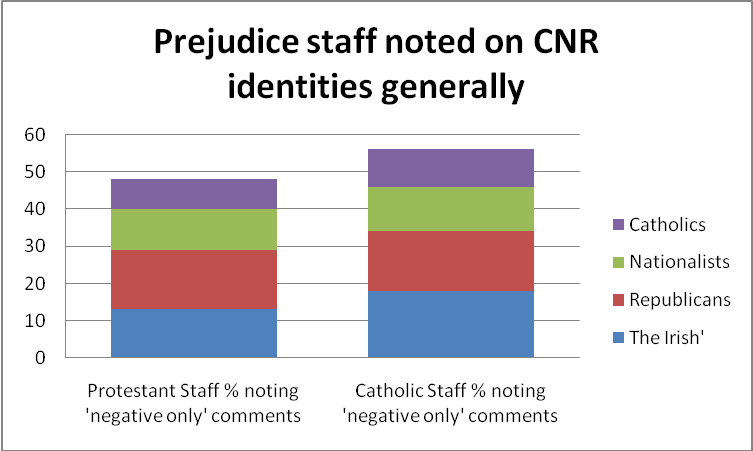 Prejudice staff noted on CNR
identities generally
60
50
40
30
20
10
0
Protestant Staff % noting
'negative only' comments
Catholic Staff % noting
'negative only' comments
Catholics
Nationalists
Republicans
The Irish'